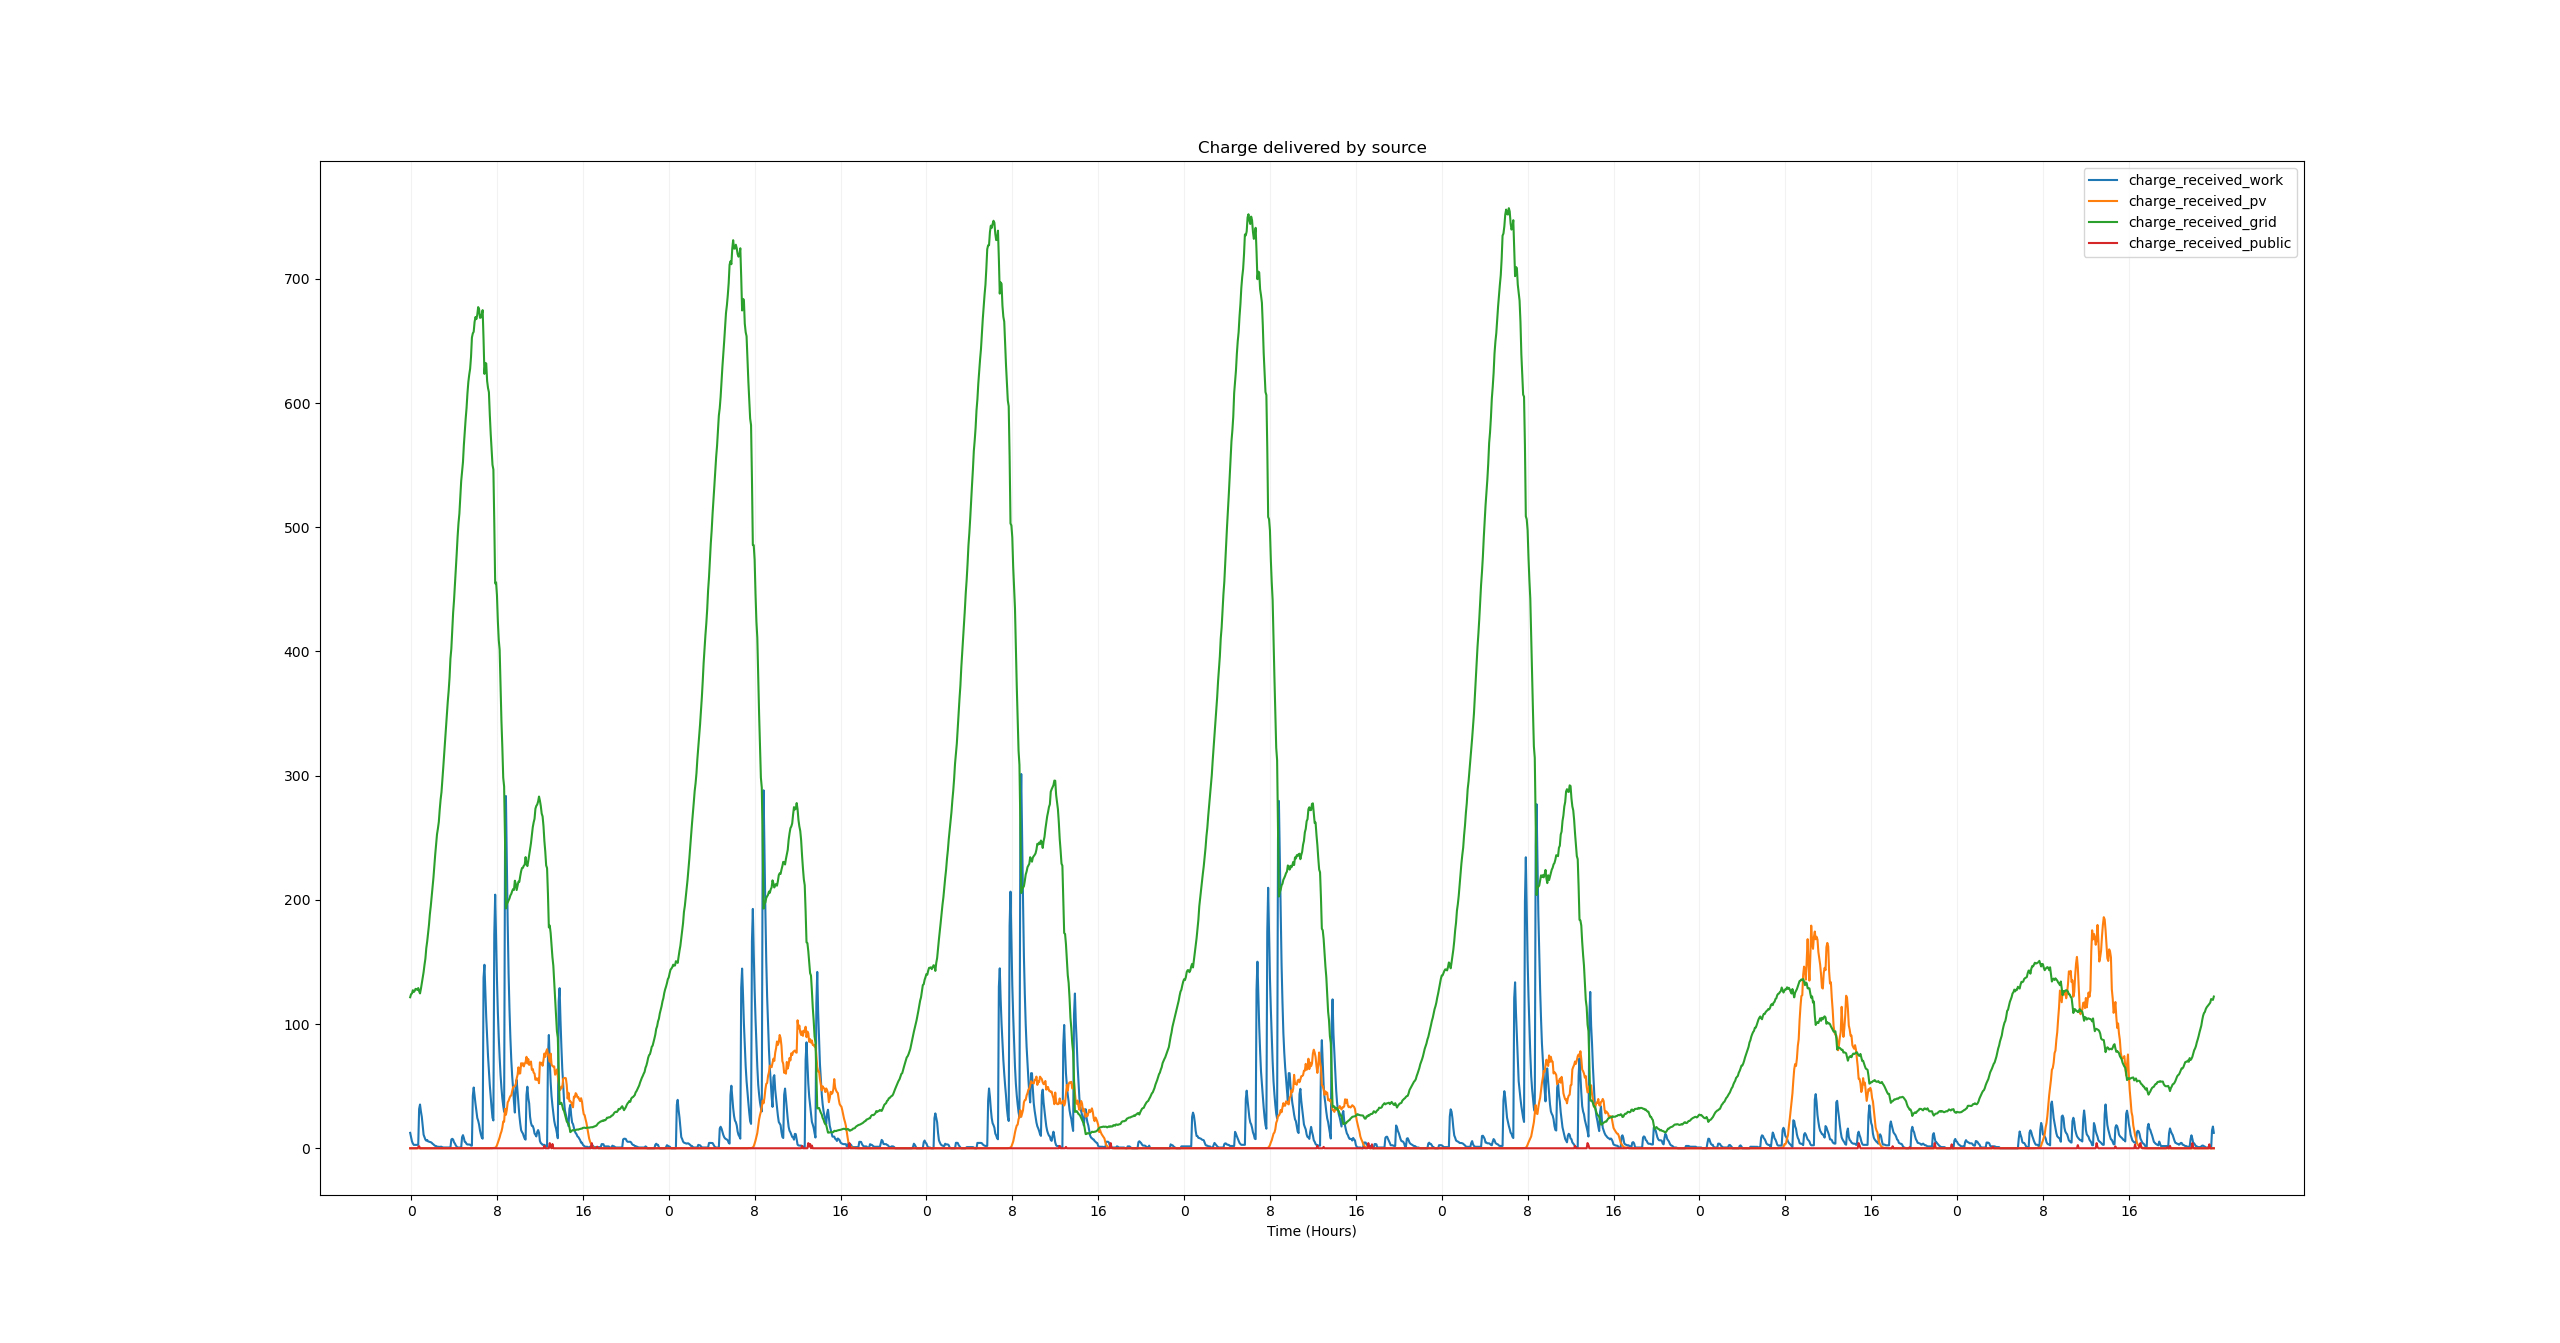 Charge delivered by source
charge_received_work
charge_received_pv
charge_received_grid
charge_received_public
700
600
500
400
300
200
100
0
0 8 16 0 8 16 0 8 16 0 8 16 0 8 16 0 8 16 0 8 16
Time (Hours)